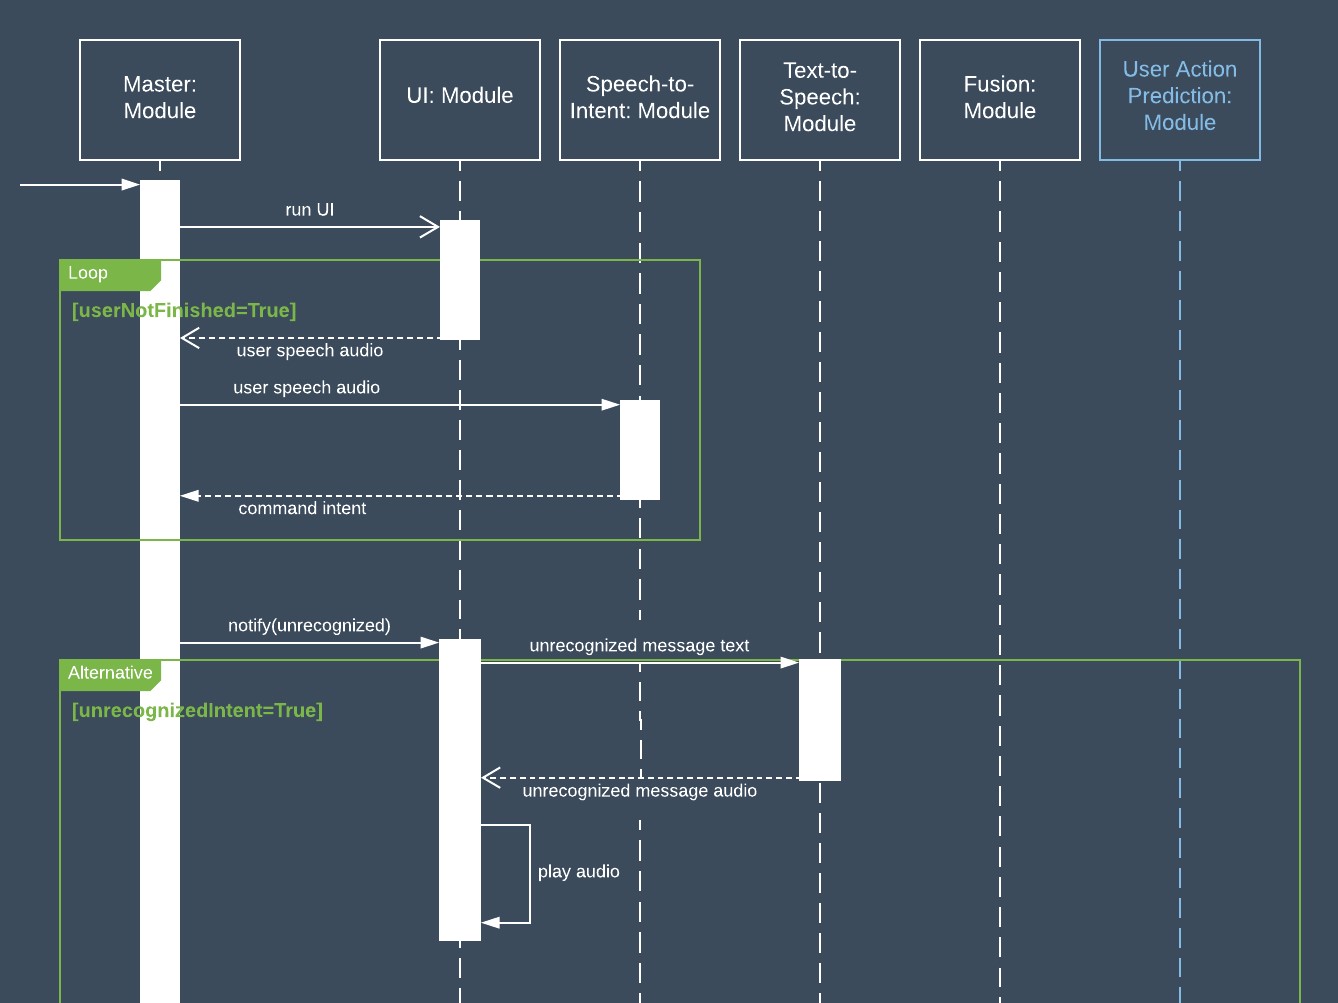 Master:
Module
UI: Module
Speech-to-
Intent: Module
Text-to-
Speech:
Module
Fusion:
Module
User Action
Prediction:
Module
run UI
Loop
[userNotFinished=True]
user speech audio
user speech audio
command intent
notify(unrecognized)
unrecognized message text
Alternative
[unrecognizedIntent=True]
unrecognized message audio
play audio